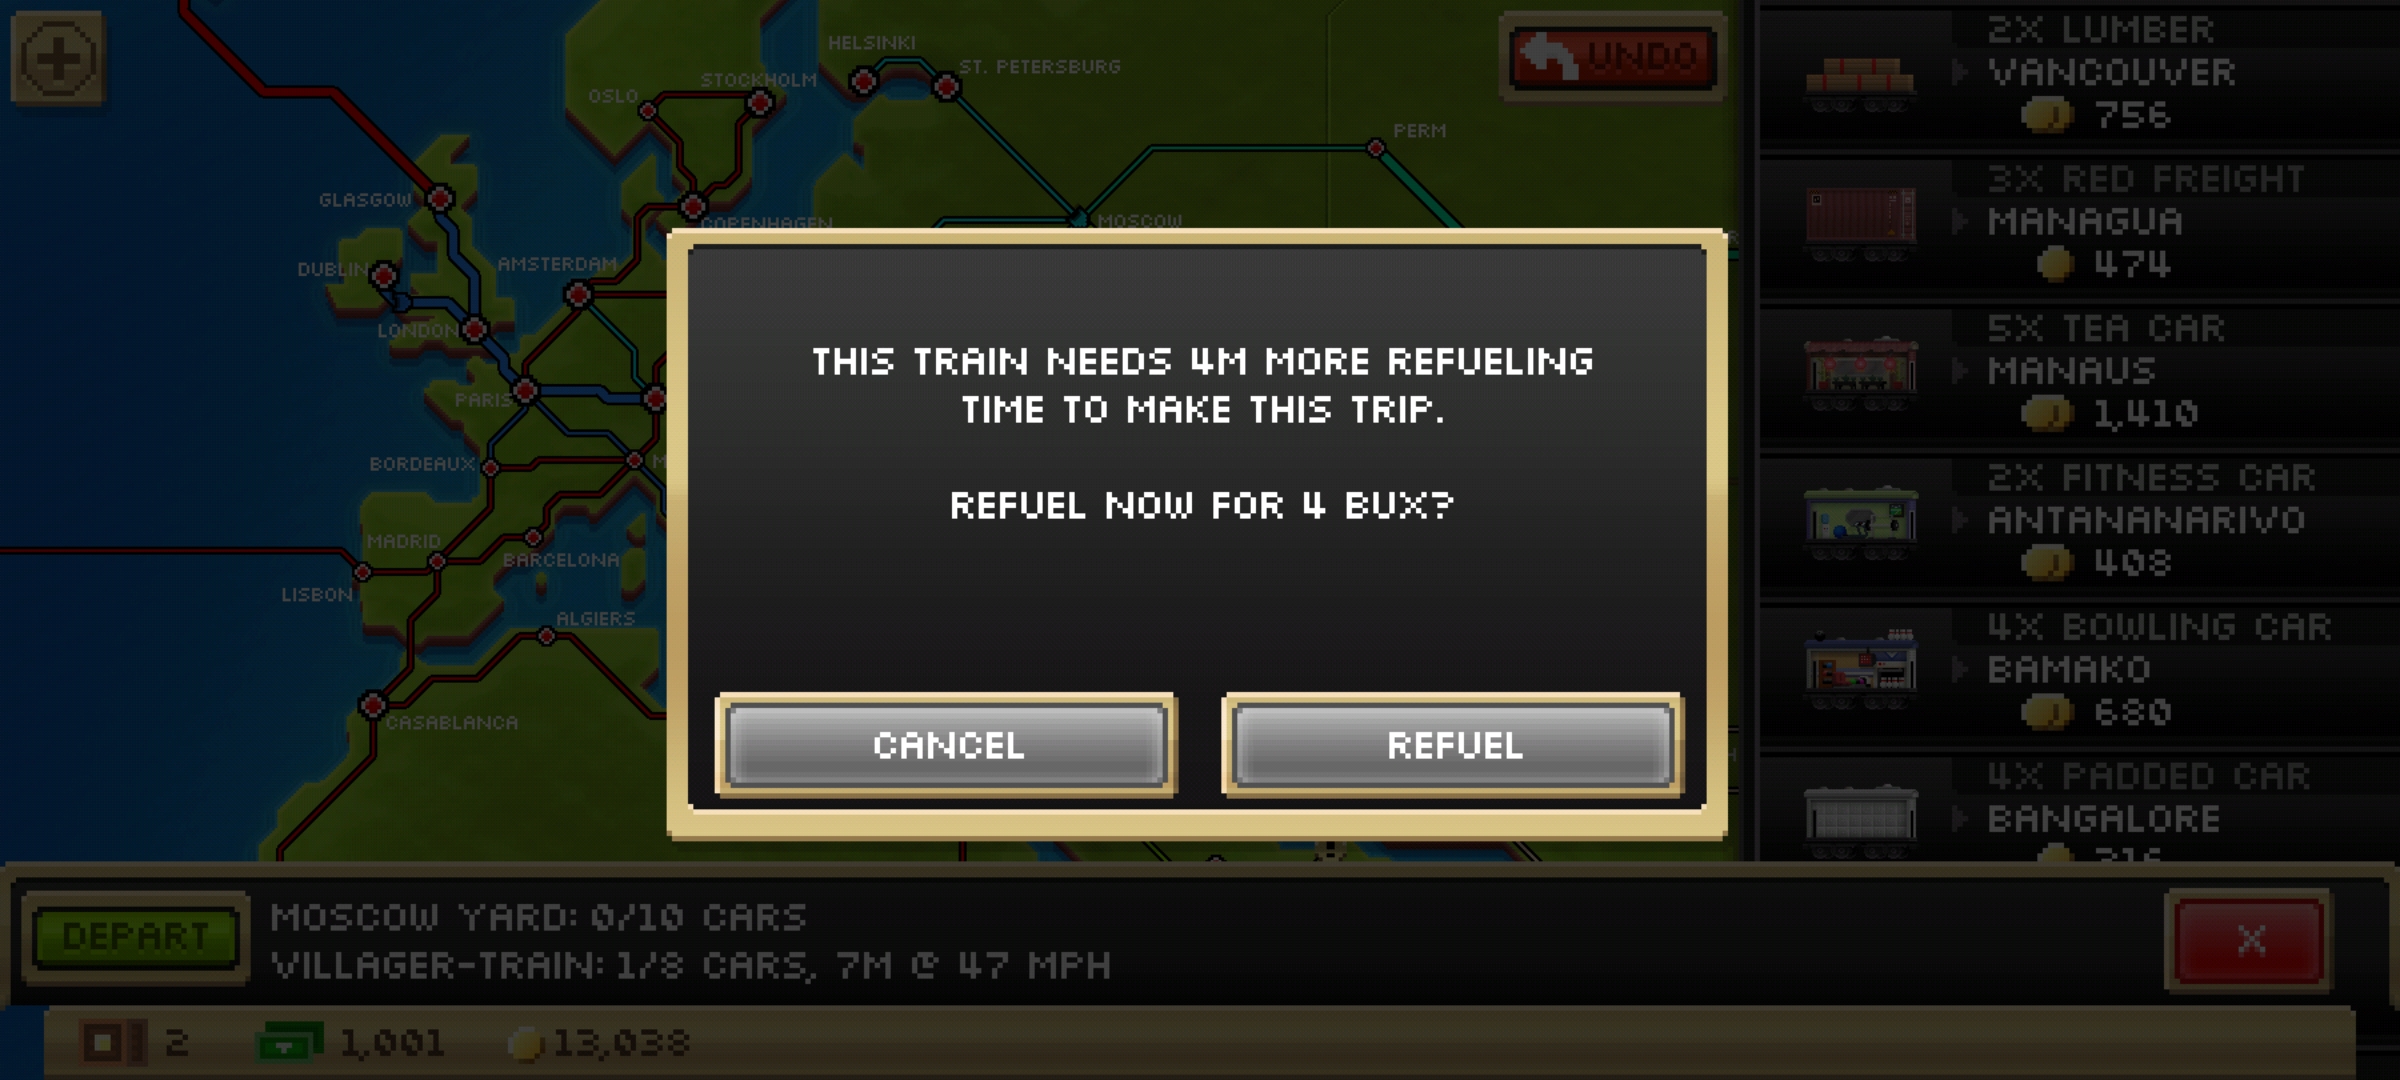 HELSINKI
ST. PETERSBURG
STOCKHOLM
OSLO
PERM
GLASGOW
COPENHAGEN
MOSCOW
DUBLIN
AMSTERDAM
LONDON
PARIS
BORDEAUX
M
MADRID
BARCELONA
LISBON
ALGIERS
CASABLANCA
UNDO
2X LUMBER
VANCOUVER
756
3X RED FREIGHT
MANAGUA
474
5X TEA CAR
MANAUS
1,410
2X FITNESS CAR
ANTANANARIVO
408
4X BOWLING CAR
BAMAKO
680
4X PADDED CAR
BANGALORE
316
THIS TRAIN NEEDS 4M MORE REFUELING
TIME TO MAKE THIS TRIP.
REFUEL NOW FOR 4 BUX?
CANCEL
REFUEL
DEPART
MOSCOW YARD: 0/10 CARS
VILLAGER-TRAIN: 1/8 CARS, 7M @ 47 MPH
X
2
1,001
13,038